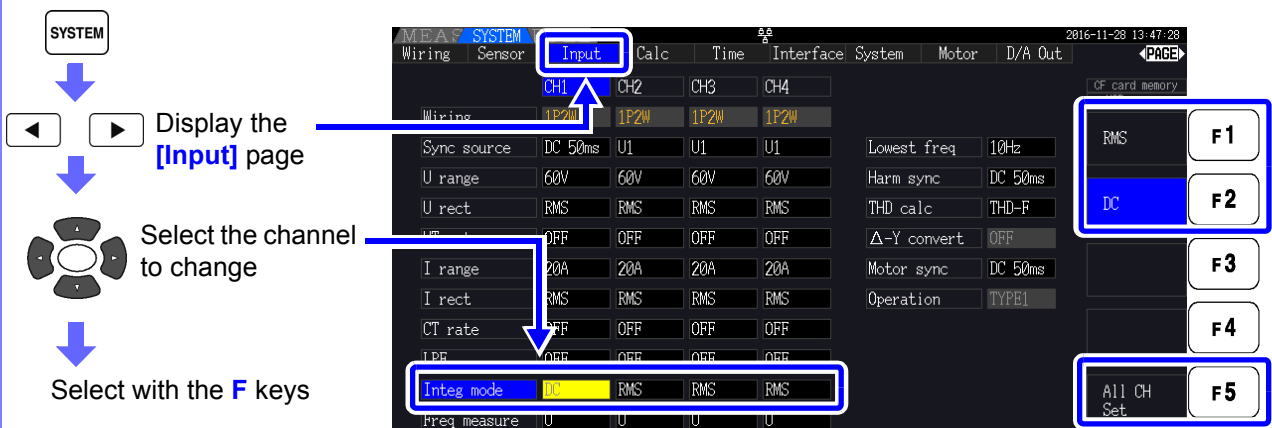 SYSTEM
Display the
[Input] page
Select the channel
to change
Select with the F keys
MEAS SYSTEM
2016-11-28 13:47:28
Wiring Sensor Input Calc Time Interface System Motor D/A Out
PAGE
CH1 CH2 CH3 CH4
CF card memory
Wiring 1P2W 1P2W 1P2W 1P2W
Sync source DC 50ms U1 U1 U1 Lowest freq 10Hz
U range 60V 60V 60V 60V Harm sync DC 50ms
U rect RMS RMS RMS RMS THD calc THD-F
OFF OFF OFF OFF Δ-Y convert OFF
I range 20A 20A 20A 20A Motor sync DC 50ms
I rect RMS RMS RMS RMS Operation TYPE1
CT rate OFF OFF OFF OFF
LPF OFF OFF OFF OFF
Integ mode DC RMS RMS RMS
Freq measure U U U U
RMS F1
DC F2
F3
F4
All CH
Set
F5